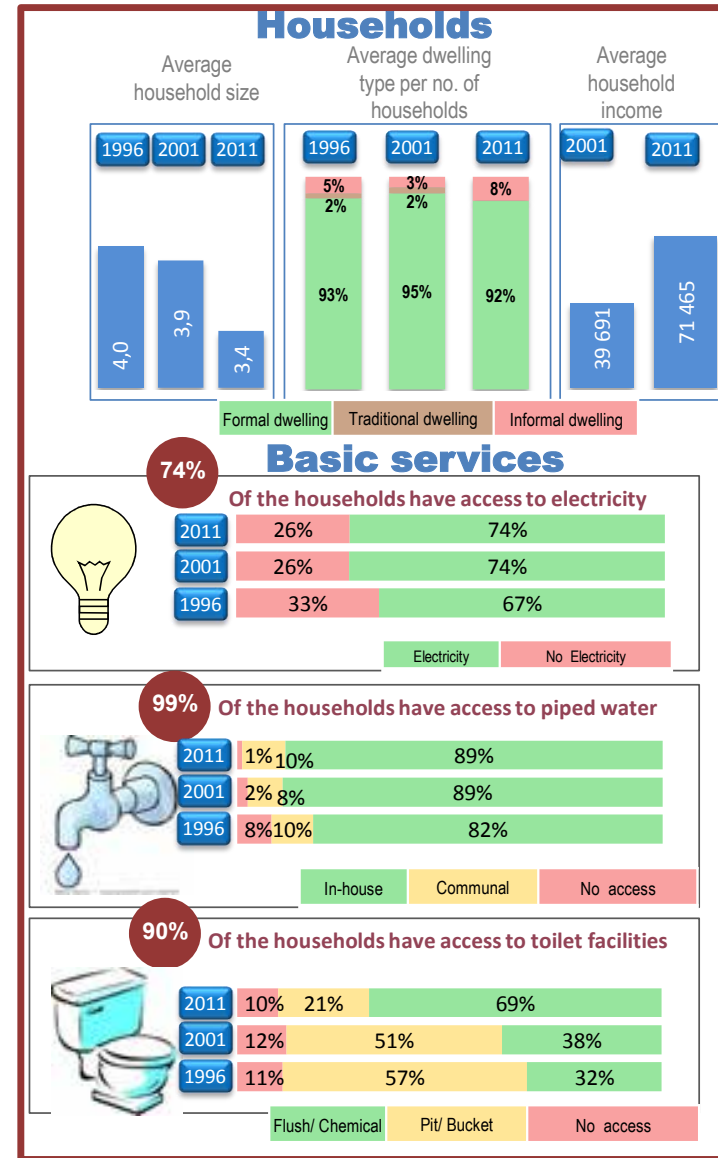 Households
Average household size
Average dwelling type per no. of households
Average household income
1996 2001 2011
1996 2001 2011
2001 2011
5% 3% 8%
2% 2%
93% 95% 92%
4,0 3,9 3,4
39 691 71 465
Formal dwelling Traditional dwelling Informal dwelling
Basic services
74%
Of the households have access to electricity
2011 26% 74%
2001 26% 74%
1996 33% 67%
Electricity No Electricity
99%
Of the households have access to piped water
2011 1% 10% 89%
2001 2% 8% 89%
1996 8% 10% 82%
In-house Communal No access
90%
Of the households have access to toilet facilities
2011 10% 21% 69%
2001 12% 51% 38%
1996 11% 57% 32%
Flush/ Chemical Pit/ Bucket No access